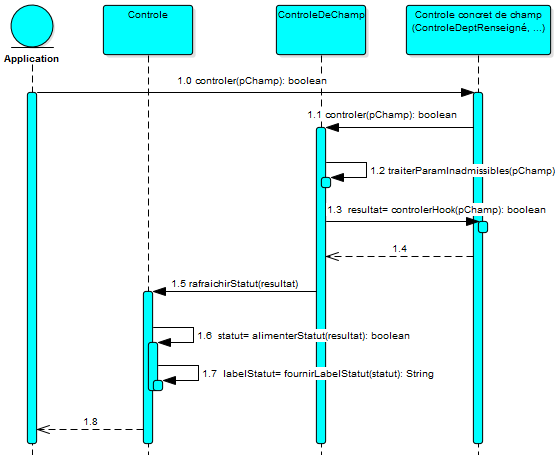 Controle
ControleDeChamp
Controle concret de champ
(ControleDeptRenseigné, ...)
Application
1.0 controler(pChamp): boolean
1.1 controler(pChamp): boolean
1.2 traiterParamInadmissibles(pChamp)
1.3 resultat= controlerHook(pChamp): boolean
1.4
1.5 rafraichirStatut(resultat)
1.6 statut= alimenterStatut(resultat): boolean
1.7 labelStatut= fournirLabelStatut(statut): String
1.8